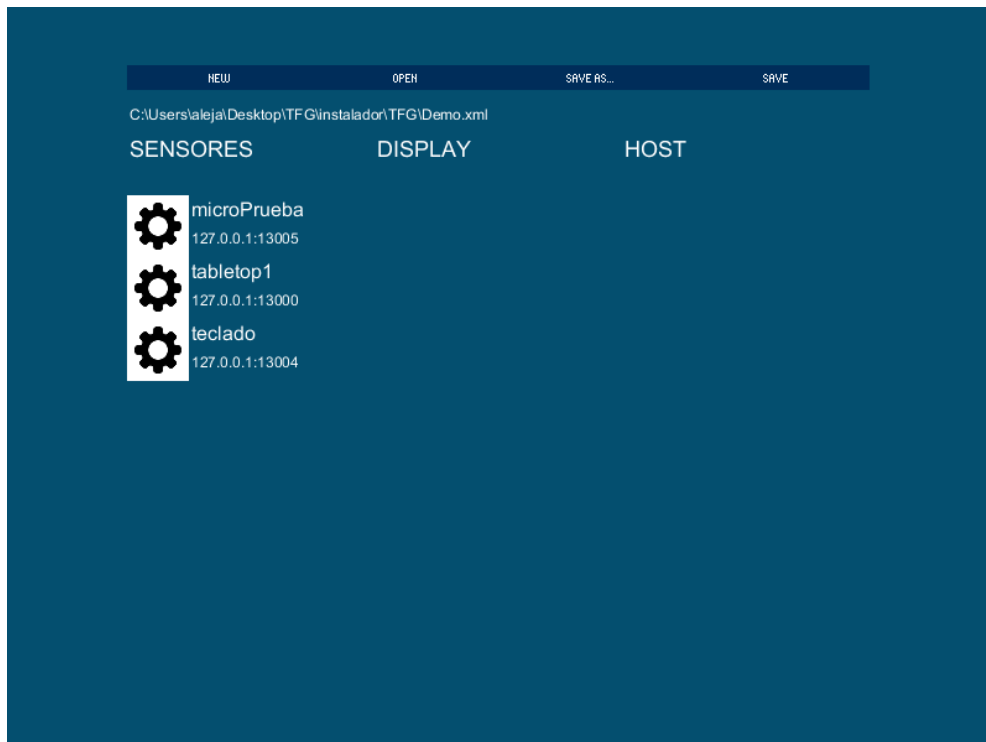 NEW OPEN SAVE AS... SAVE
C:\Users\aleja\Desktop\TFG\instalador\TFG\Demo.xml
SENSORES DISPLAY HOST
microPrueba
127.0.0.1:13005
tabletop1
127.0.0.1:13000
teclado
127.0.0.1:13004